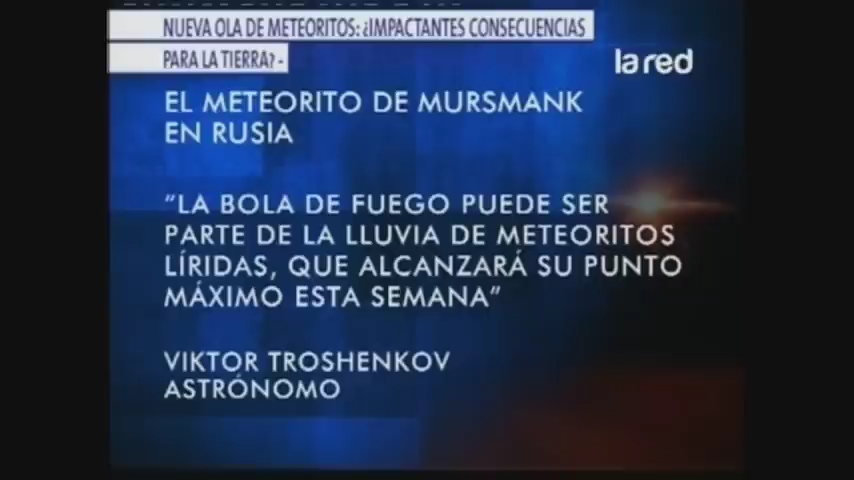 NUEVA OLA DE METEORITOS: ¿IMPACTANTES CONSECUENCIAS
PARA LA TIERRA? -
la red
EL METEORITO DE MURSMANK
EN RUSIA
“LA BOLA DE FUEGO PUEDE SER
PARTE DE LA LLUVIA DE METEORITOS
LÍRIDAS, QUE ALCANZARÁ SU PUNTO
MÁXIMO ESTA SEMANA”
VIKTOR TROSHENKOV
ASTRÓNOMO